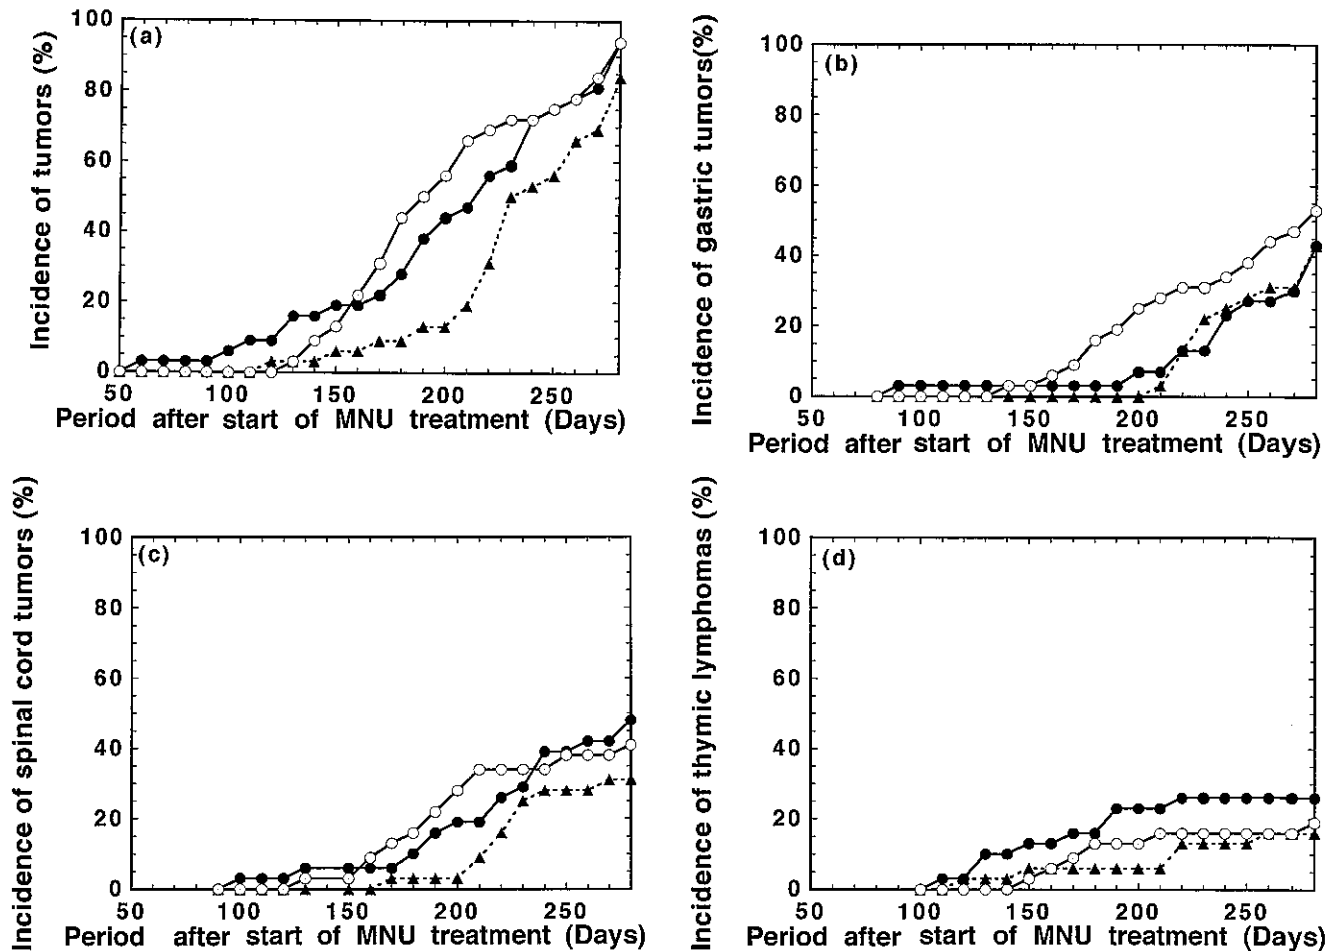 (a)
Incidence of tumors (%)
100
80
60
40
20
0
50 100 150 200 250
Period after start of MNU treatment (Days)
(b)
Incidence of gastric tumors(%)
100
80
60
40
20
0
50 100 150 200 250
Period after start of MNU treatment (Days)
(c)
Incidence of spinal cord tumors (%)
100
80
60
40
20
0
50 100 150 200 250
Period after start of MNU treatment (Days)
(d)
Incidence of thymic lymphomas (%)
100
80
60
40
20
0
50 100 150 200 250
Period after start of MNU treatment (Days)